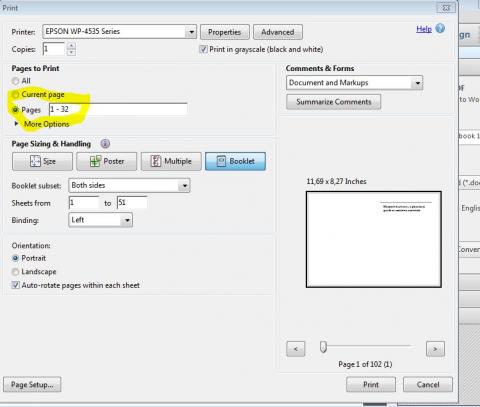 Print
Printer: EPSON WP-4535 Series Properties Advanced Help
Copies: 1 Print in grayscale (black and white)
Pages to Print
All
Current page
Pages 1 - 32
More Options
Page Sizing & Handling
Size Poster Multiple Booklet
Booklet subset: Both sides
Sheets from 1 to 51
Binding: Left
Orientation:
Portrait
Landscape
Auto-rotate pages within each sheet
Comments & Forms
Document and Markups
Summarize Comments
11,69 x 8,27 Inches
< >
Page 1 of 102 (1)
Page Setup... Print Cancel
ign
DF
to Wo
book 1
d (*.doc
English
Conver